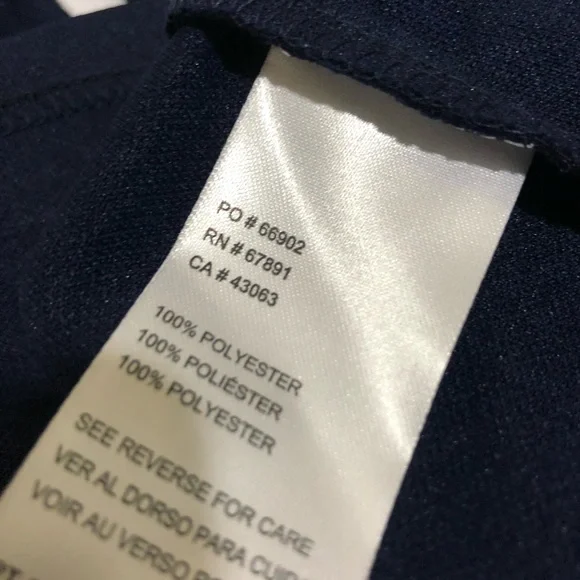 PO # 66902
RN # 67891
CA # 43063
100% POLYESTER
100% POLIÉSTER
100% POLYESTER
SEE REVERSE FOR CARE
VER AL DORSO PARA
VOIR AU VERSO